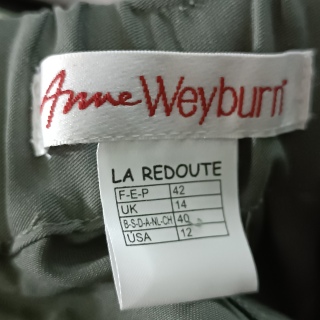 Anne Weyburn
LA REDOUTE
F-E-P 42
UK 14
B-S-D-A-NL-CH 40
USA 12